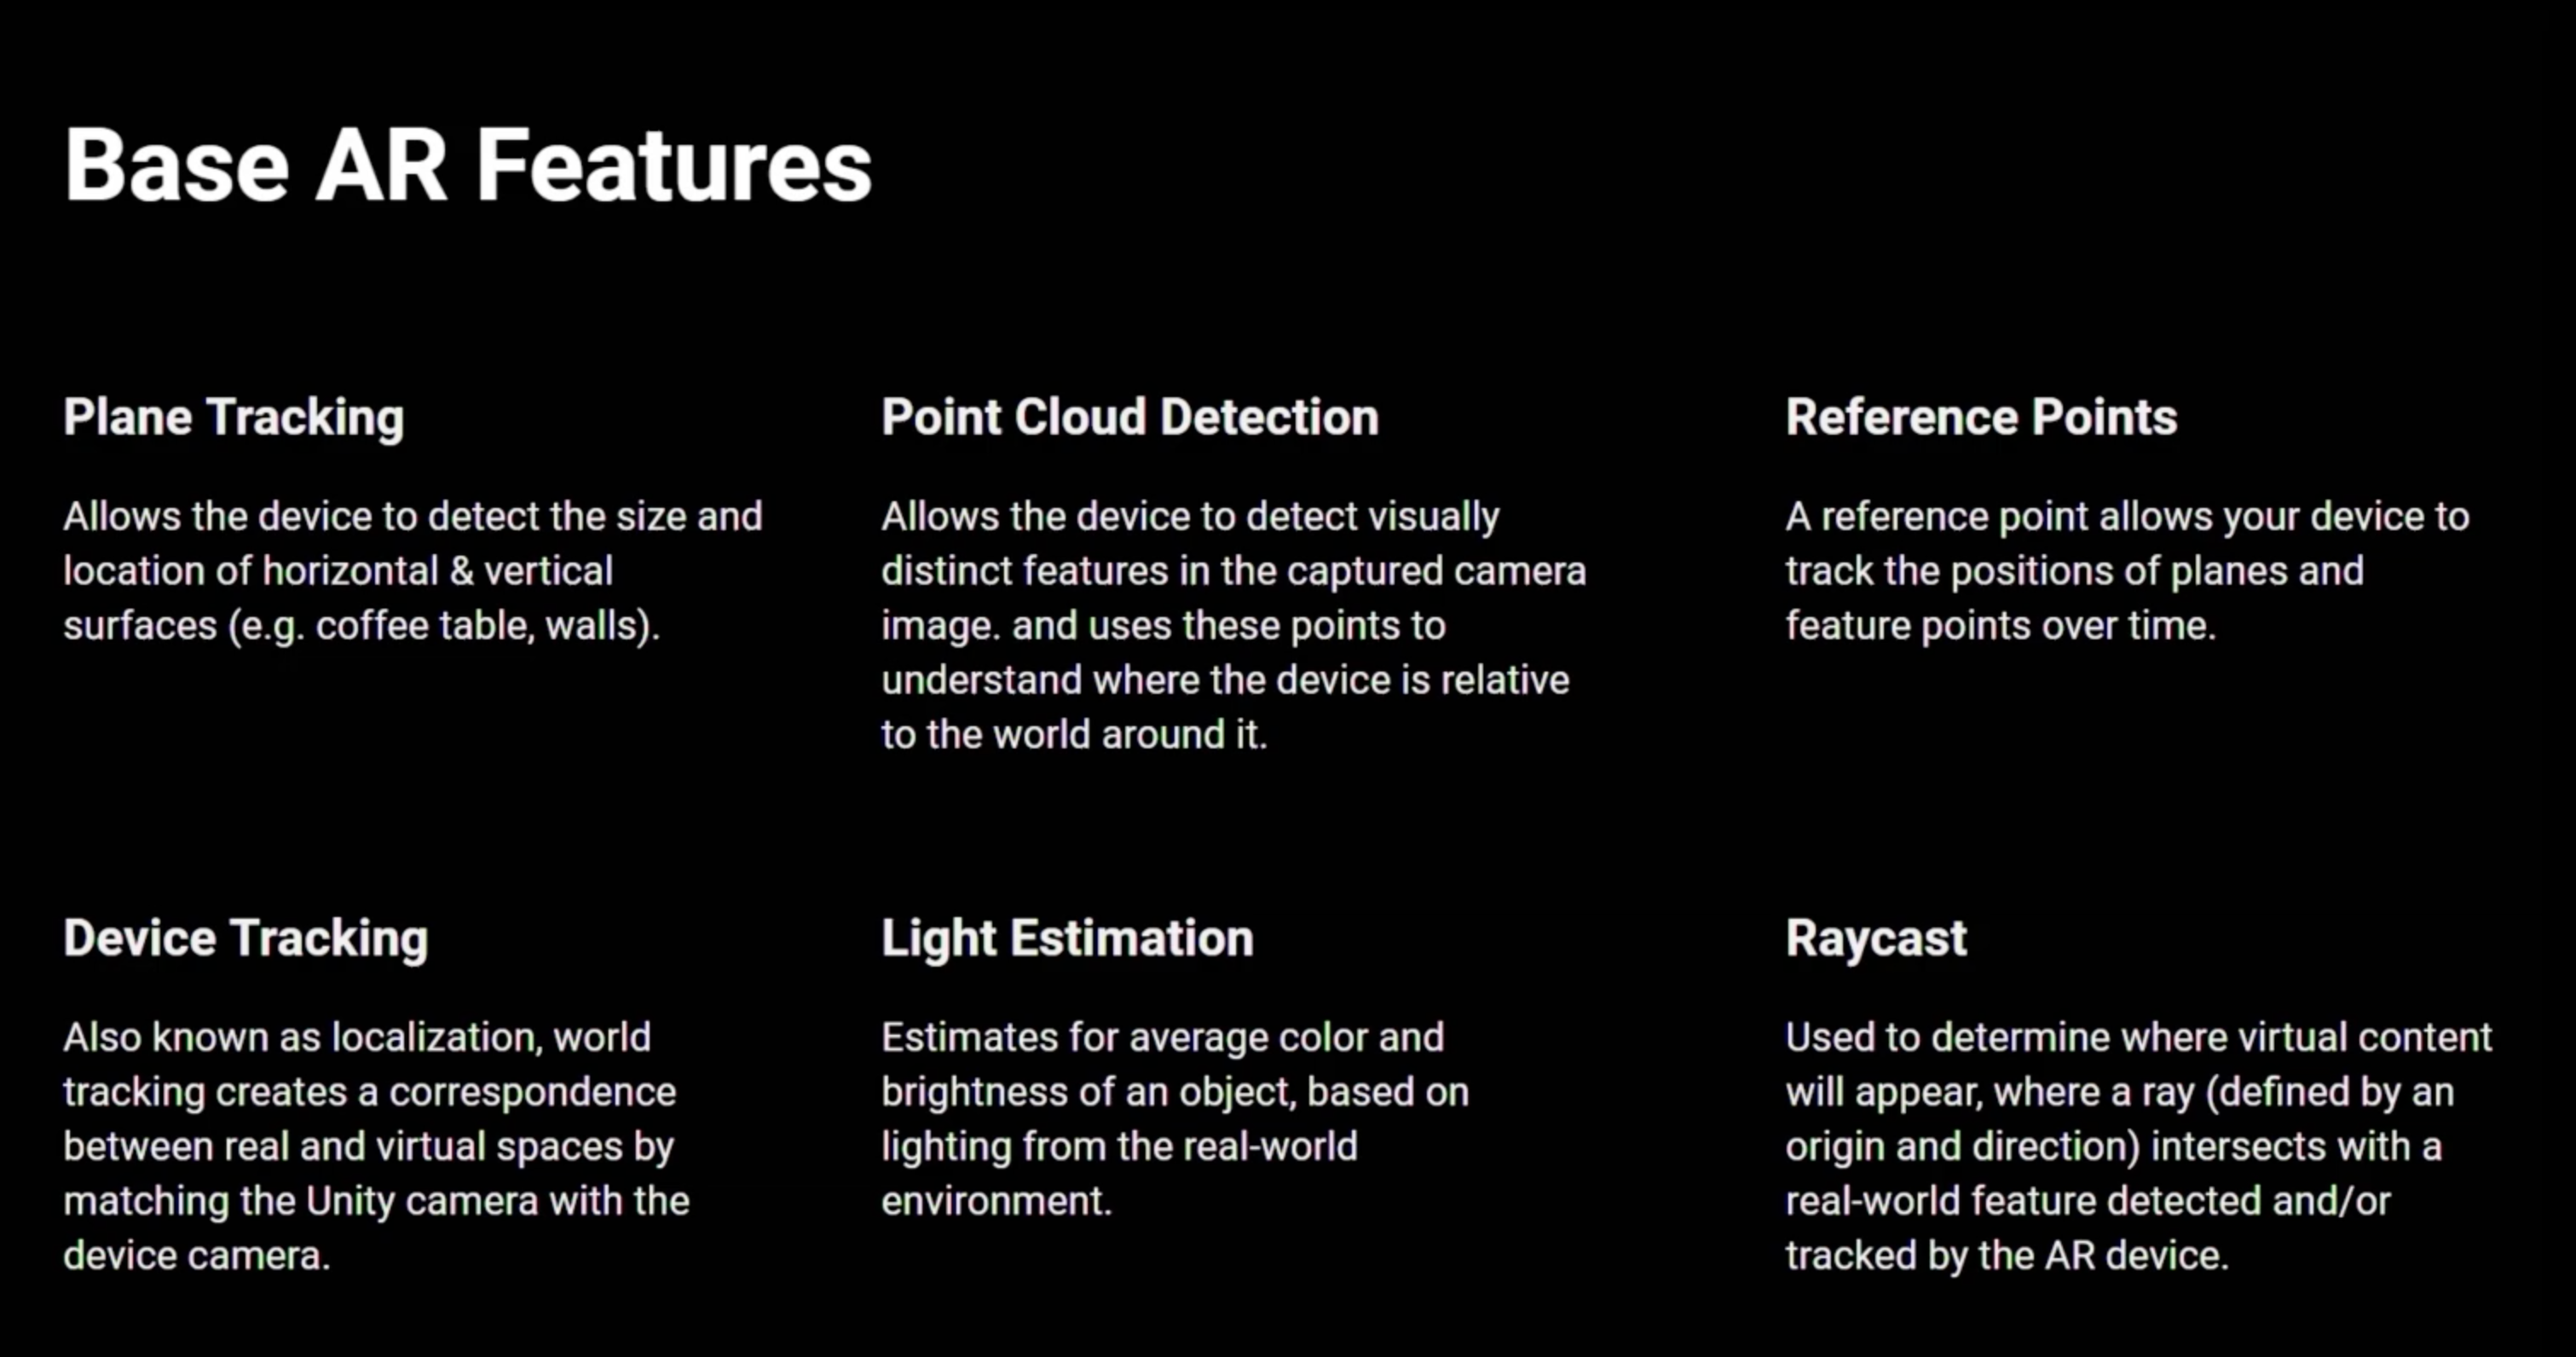 Base AR Features
Plane Tracking
Allows the device to detect the size and
location of horizontal & vertical
surfaces (e.g. coffee table, walls).
Point Cloud Detection
Allows the device to detect visually
distinct features in the captured camera
image. and uses these points to
understand where the device is relative
to the world around it.
Reference Points
A reference point allows your device to
track the positions of planes and
feature points over time.
Device Tracking
Also known as localization, world
tracking creates a correspondence
between real and virtual spaces by
matching the Unity camera with the
device camera.
Light Estimation
Estimates for average color and
brightness of an object, based on
lighting from the real-world
environment.
Raycast
Used to determine where virtual content
will appear, where a ray (defined by an
origin and direction) intersects with a
real-world feature detected and/or
tracked by the AR device.